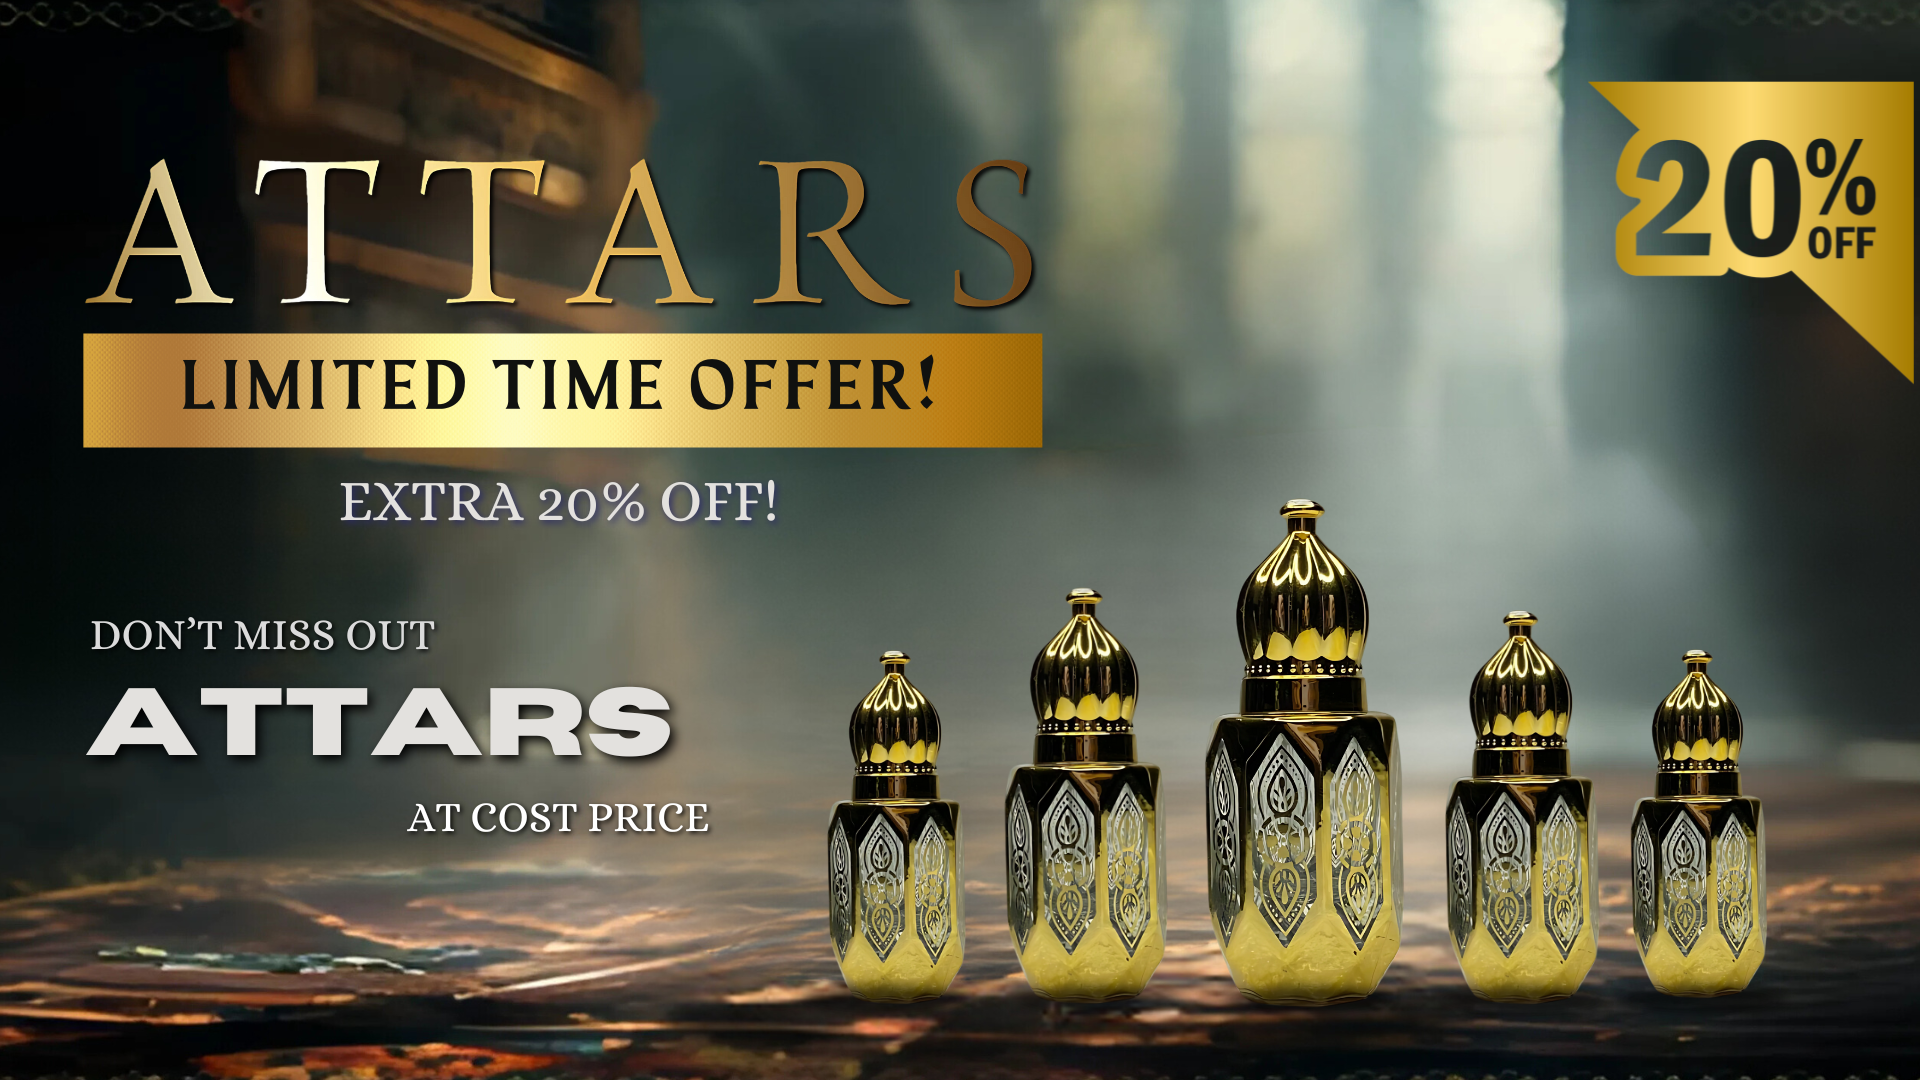 ATTARS
LIMITED TIME OFFER!
EXTRA 20% OFF!
DON’T MISS OUT
ATTARS
AT COST PRICE
20%
OFF